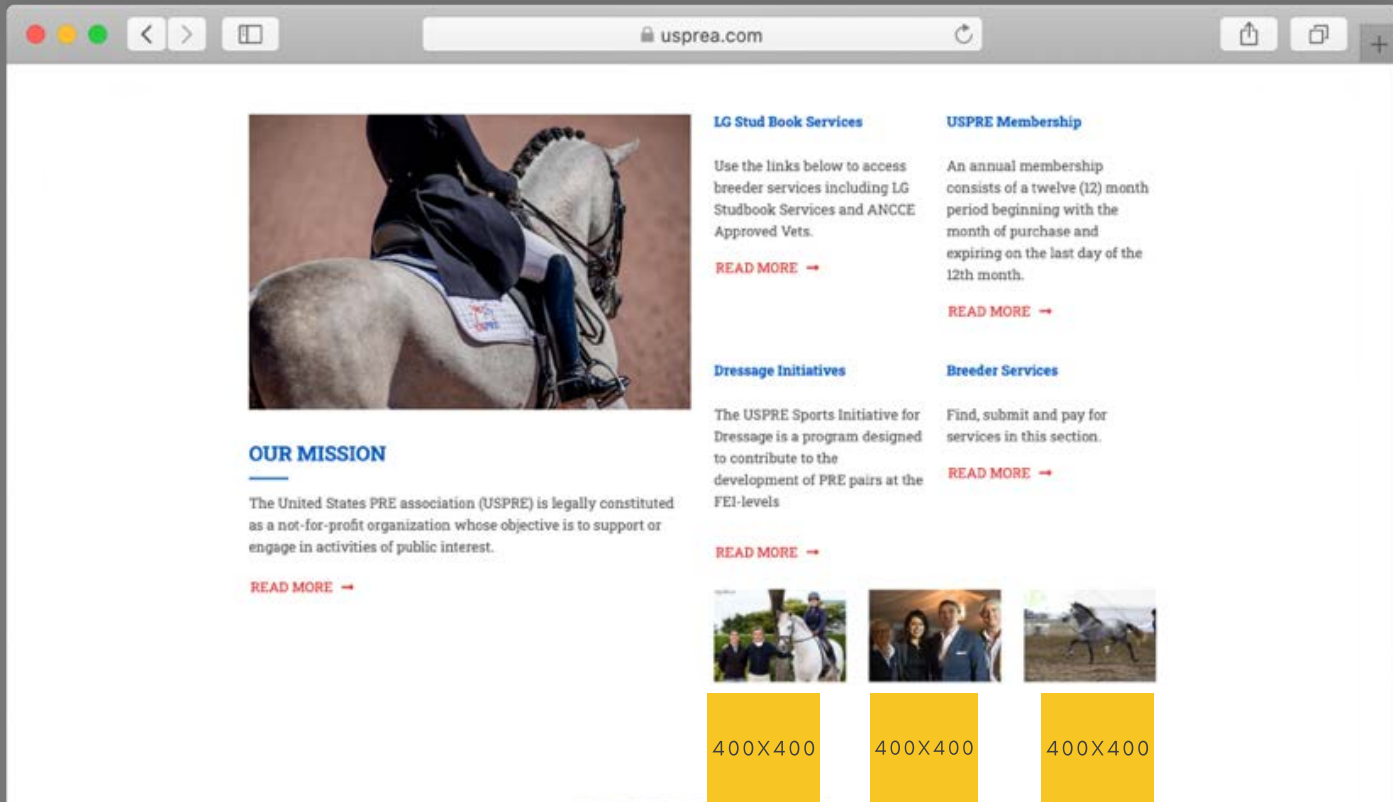 usprea.com
LG Stud Book Services
Use the links below to access
breeder services including LG
Studbook Services and ANCCE
Approved Vets.
READ MORE →
USPRE Membership
An annual membership
consists of a twelve (12) month
period beginning with the
month of purchase and
expiring on the last day of the
12th month.
READ MORE →
Dressage Initiatives
The USPRE Sports Initiative for
Dressage is a program designed
to contribute to the
development of PRE pairs at the
FEI-levels
READ MORE →
Breeder Services
Find, submit and pay for
services in this section.
READ MORE →
OUR MISSION
The United States PRE association (USPRE) is legally constituted
as a not-for-profit organization whose objective is to support or
engage in activities of public interest.
READ MORE →
400X400
400X400
400X400